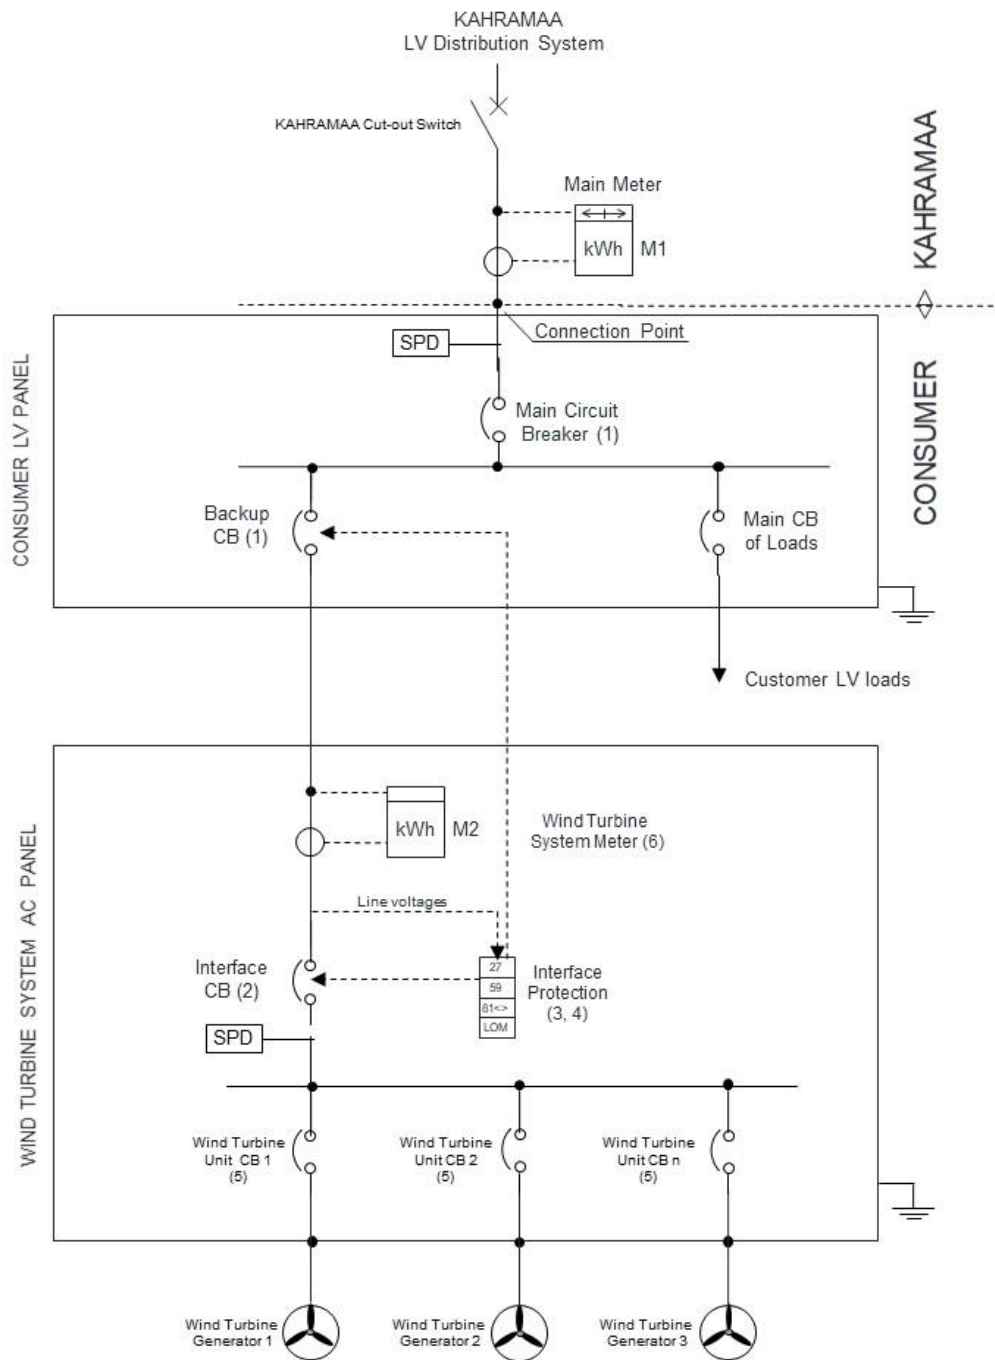 KAHRAMAA
LV Distribution System
KAHRAMAA Cut-out Switch
Main Meter
kWh
M1
KAHRAMAA
Connection Point
SPD
CONSUMER
CONSUMER LV PANEL
Main Circuit
Breaker (1)
Backup
CB (1)
Main CB
of Loads
Customer LV loads
WIND TURBINE SYSTEM AC PANEL
kWh
M2
Wind Turbine
System Meter (6)
Line voltages
Interface
CB (2)
27
59
81<>
LOM
Interface
Protection
(3, 4)
SPD
Wind Turbine
Unit CB 1
(5)
Wind Turbine
Unit CB 2
(5)
Wind Turbine
Unit CB n
(5)
Wind Turbine
Generator 1
Wind Turbine
Generator 2
Wind Turbine
Generator 3